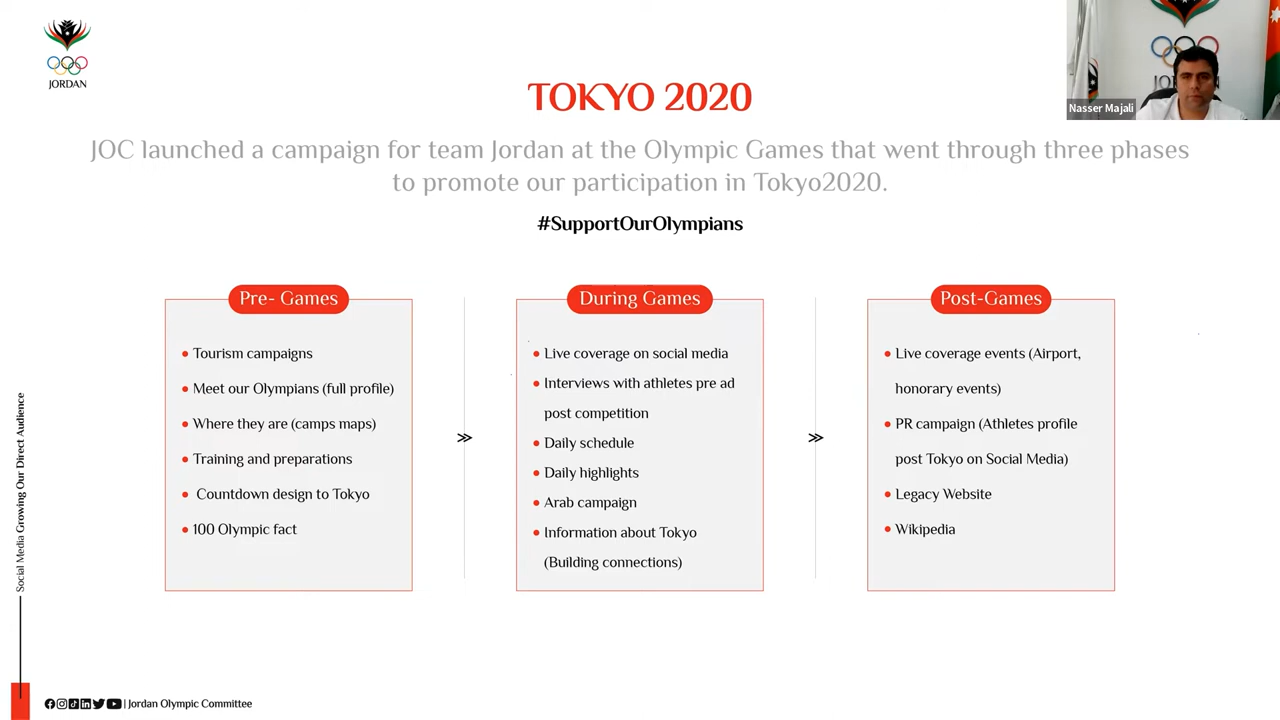 JORDAN
Nasser Majali
TOKYO 2020
JOC launched a campaign for team Jordan at the Olympic Games that went through three phases
to promote our participation in Tokyo2020.
#SupportOurOlympians
Pre- Games
Tourism campaigns
Meet our Olympians (full profile)
Where they are (camps maps)
Training and preparations
Countdown design to Tokyo
100 Olympic fact
>>
During Games
Live coverage on social media
Interviews with athletes pre ad
post competition
Daily schedule
Daily highlights
Arab campaign
Information about Tokyo
(Building connections)
>>
Post-Games
Live coverage events (Airport,
honorary events)
PR campaign (Athletes profile
post Tokyo on Social Media)
Legacy Website
Wikipedia
Social Media Growing Our Direct Audience
| Jordan Olympic Committee